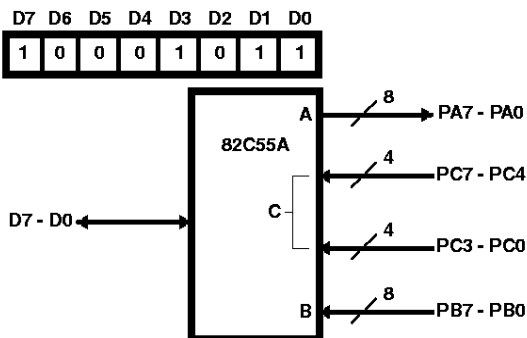 D7 D6 D5 D4 D3 D2 D1 D0
1 0 0 0 1 0 1 1
A 8 PA7 - PA0
82C55A
4 PC7 - PC4
C
D7 - D0
4 PC3 - PC0
8
B PB7 - PB0